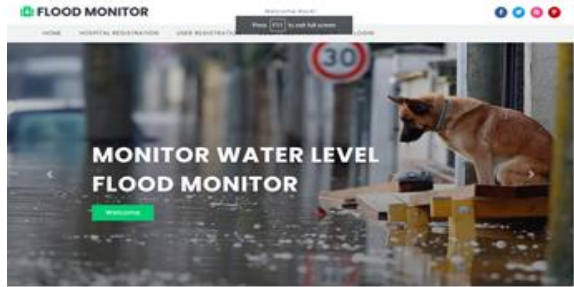 FLOOD MONITOR
Welcome Back!
Press F11 to exit full screen
HOME HOSPITAL REGISTRATION USER REGISTRATION LOGIN
30
MONITOR WATER LEVEL
FLOOD MONITOR
Welcome